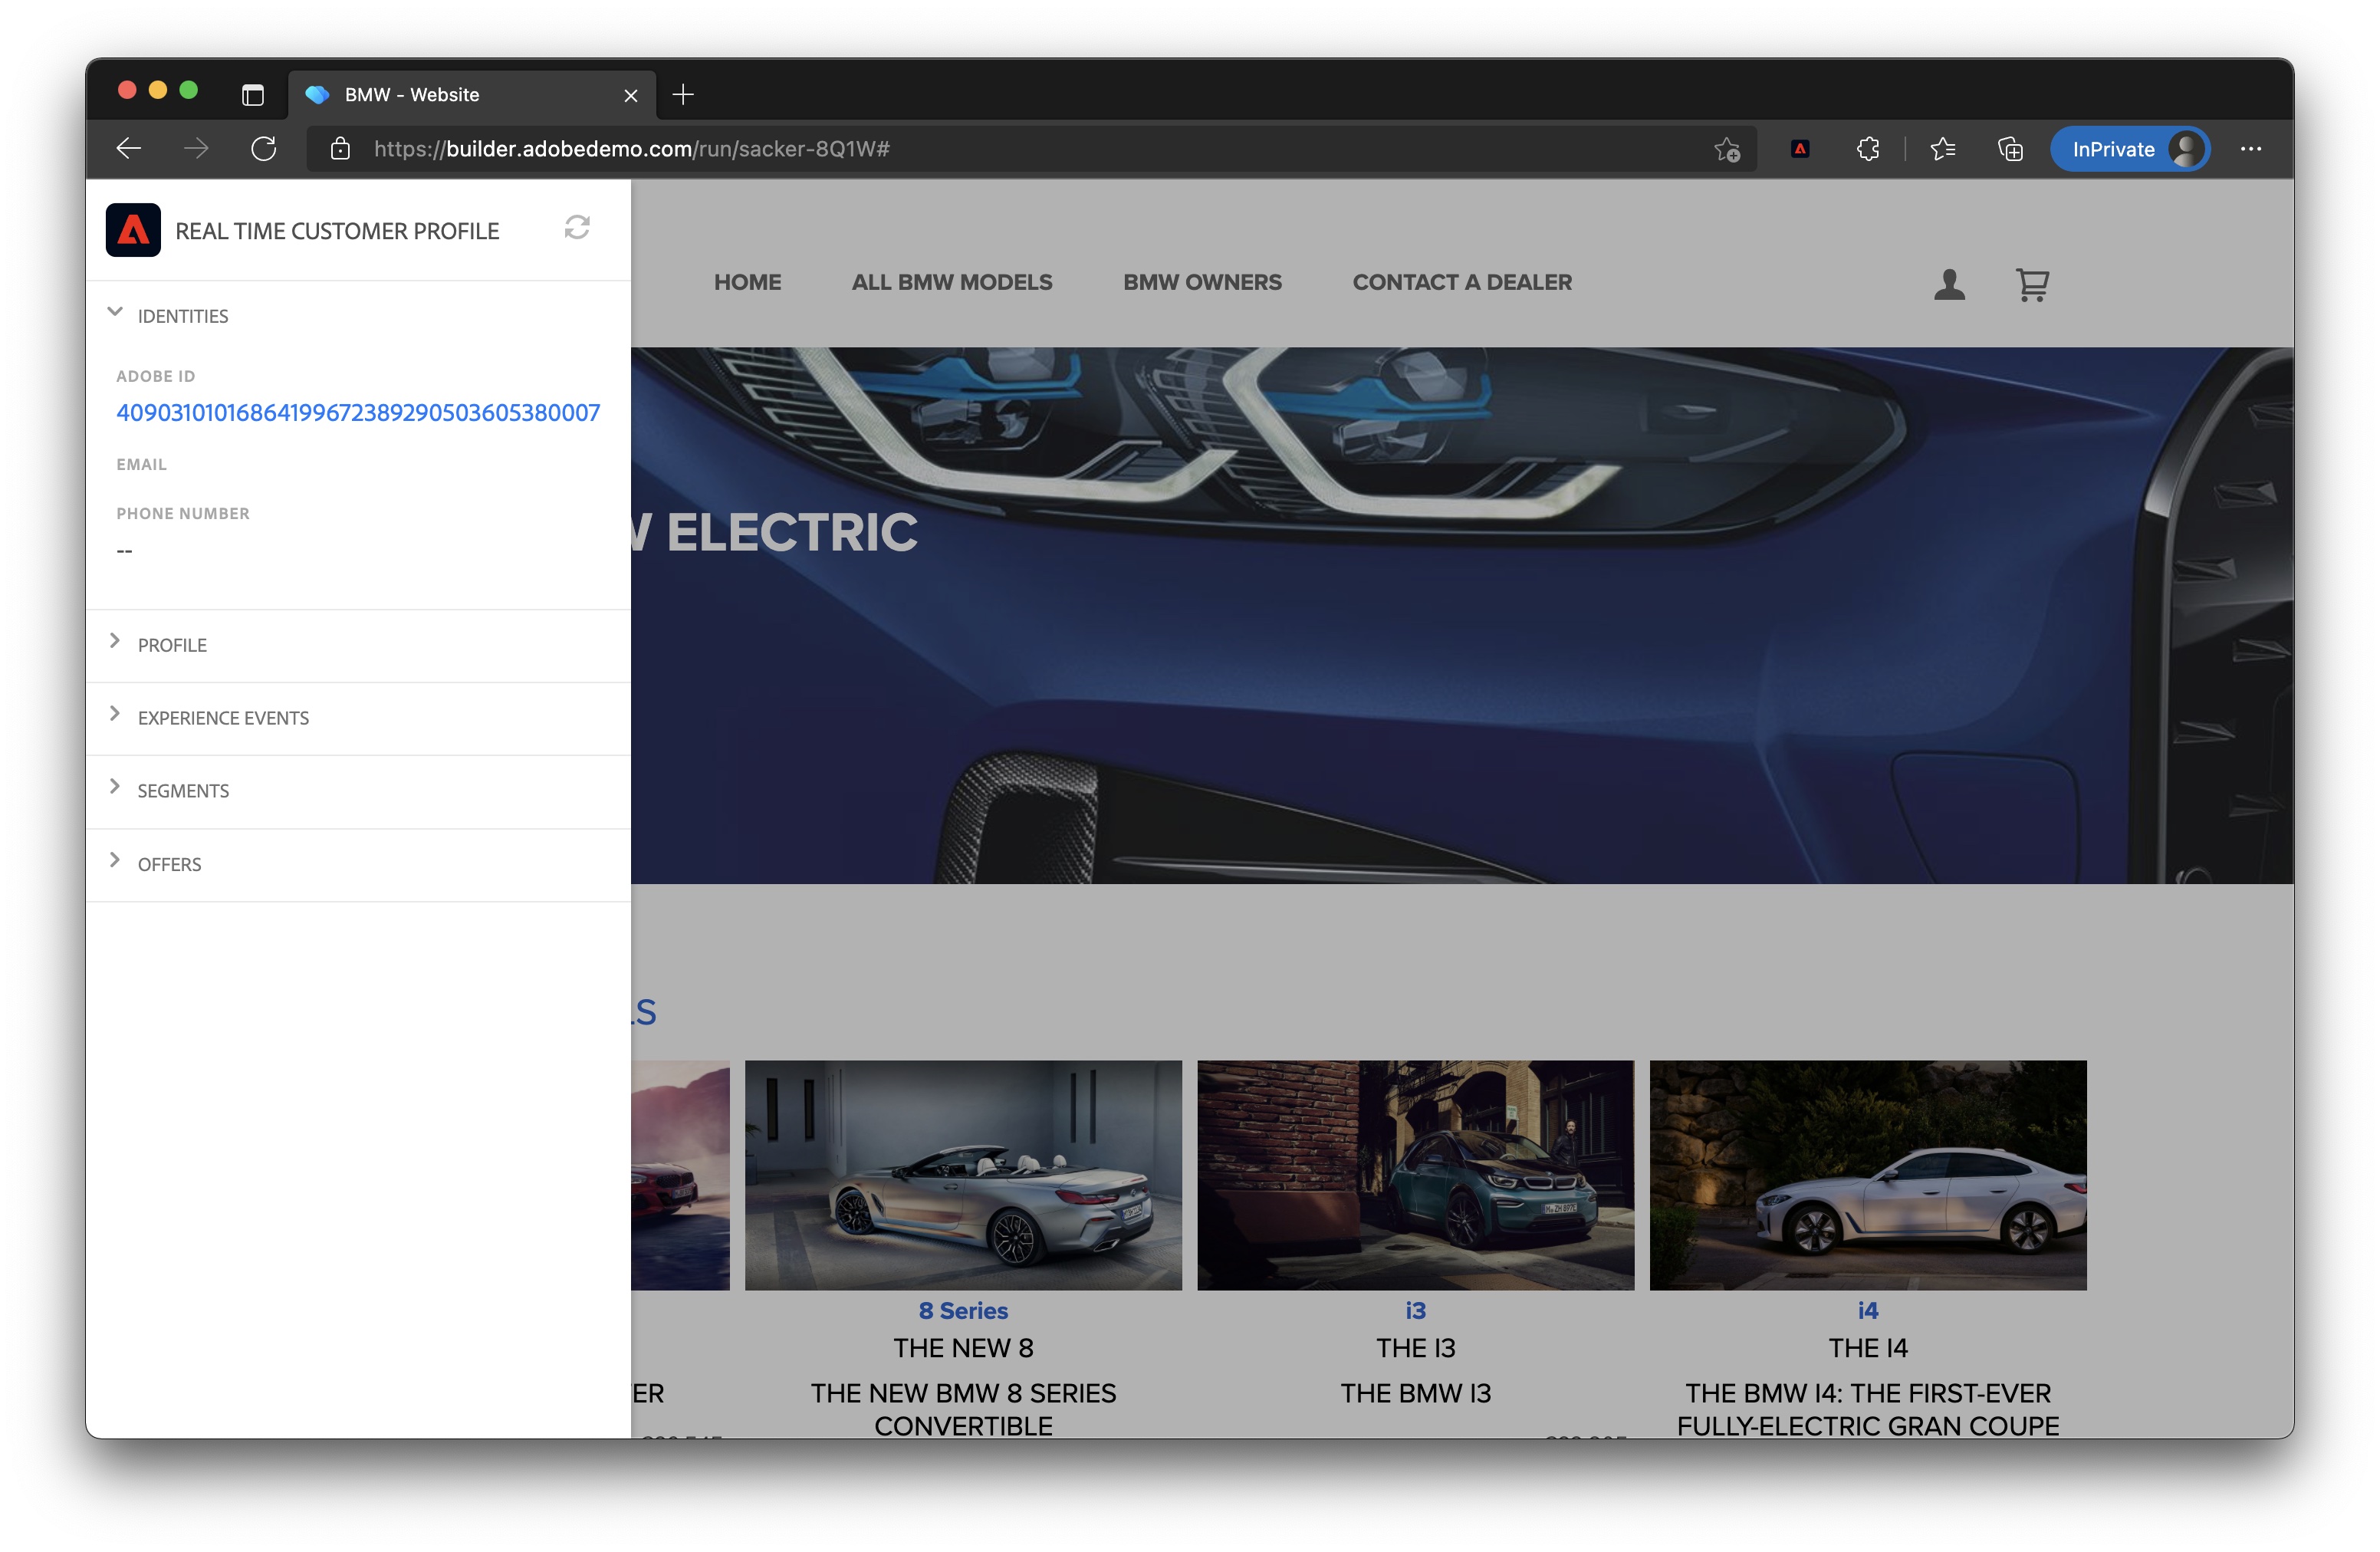 BMW - Website
https://builder.adobedemo.com/run/sacker-8Q1W#
InPrivate
REAL TIME CUSTOMER PROFILE
IDENTITIES
ADOBE ID
40903101016864199672389290503605380007
EMAIL
PHONE NUMBER
--
PROFILE
EXPERIENCE EVENTS
SEGMENTS
OFFERS
HOME
ALL BMW MODELS
BMW OWNERS
CONTACT A DEALER
ELECTRIC
8 Series
THE NEW 8
THE NEW BMW 8 SERIES
CONVERTIBLE
i3
THE I3
THE BMW I3
i4
THE I4
THE BMW I4: THE FIRST-EVER
FULLY-ELECTRIC GRAN COUPE